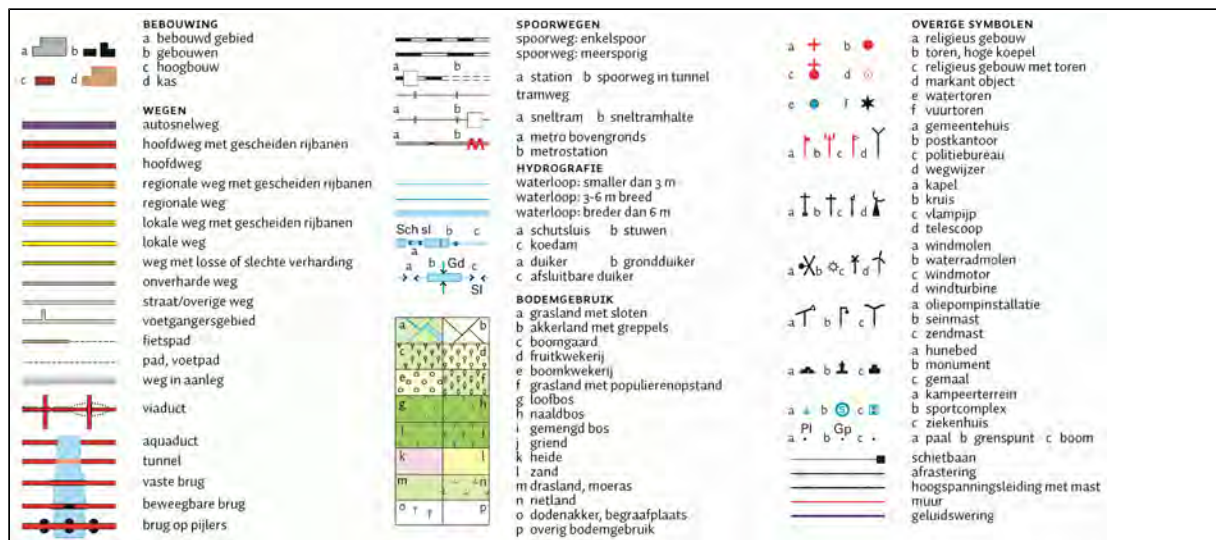 BEBOUWING
a bebouwd gebied
b gebouwen
c hoogbouw
d kas
a b
c d
WEGEN
autosnelweg
hoofdweg met gescheiden rijbanen
hoofdweg
regionale weg met gescheiden rijbanen
regionale weg
lokale weg met gescheiden rijbanen
lokale weg
weg met losse of slechte verharding
onverharde weg
straat/overige weg
voetgangersgebied
fietspad
pad, voetpad
weg in aanleg
viaduct
aquaduct
tunnel
vaste brug
beweegbare brug
brug op pijlers
SPOORWEGEN
spoorweg: enkelspoor
spoorweg: meersporig
a b
a station b spoorweg in tunnel
tramweg
a b
a sneltram b sneltramhalte
a b
a metro bovengronds
b metrostation
HYDROGRAFIE
waterloop: smaller dan 3 m
waterloop: 3-6 m breed
waterloop: breder dan 6 m
Sch sl b c
a
a schutsluis b stuwen
c koedam
a b Gd c
Sl
a duiker b grondduiker
c afsluitbare duiker
BODEMGEBRUIK
a b
c d
e f
g h
i j
k l
m n
o p
a grasland met sloten
b akkerland met greppels
c boomgaard
d fruitkwekerij
e boomkwekerij
f grasland met populierenopstand
g loofbos
h naaldbos
i gemengd bos
j griend
k heide
l zand
m drasland, moeras
n rietland
o dodenakker, begraafplaats
p overig bodemgebruik
OVERIGE SYMBOLEN
a b
c d
e f
a religieus gebouw
b toren, hoge koepel
c religieus gebouw met toren
d markant object
e watertoren
f vuurtoren
a b c d
a gemeentehuis
b postkantoor
c politiebureau
d wegwijzer
a b c d
a kapel
b kruis
c vlampijp
d telescoop
a b c d
a windmolen
b waterradmolen
c windmotor
d windturbine
a b c
a oliepompinstallatie
b seinmast
c zendmast
a b c
a hunebed
b monument
c gemaal
a b S c
a kampeerterrein
b sportcomplex
c ziekenhuis
Pl Gp
a b c
a paal b grenspunt c boom
schietbaan
afrastering
hoogspanningsleiding met mast
muur
geluidswering